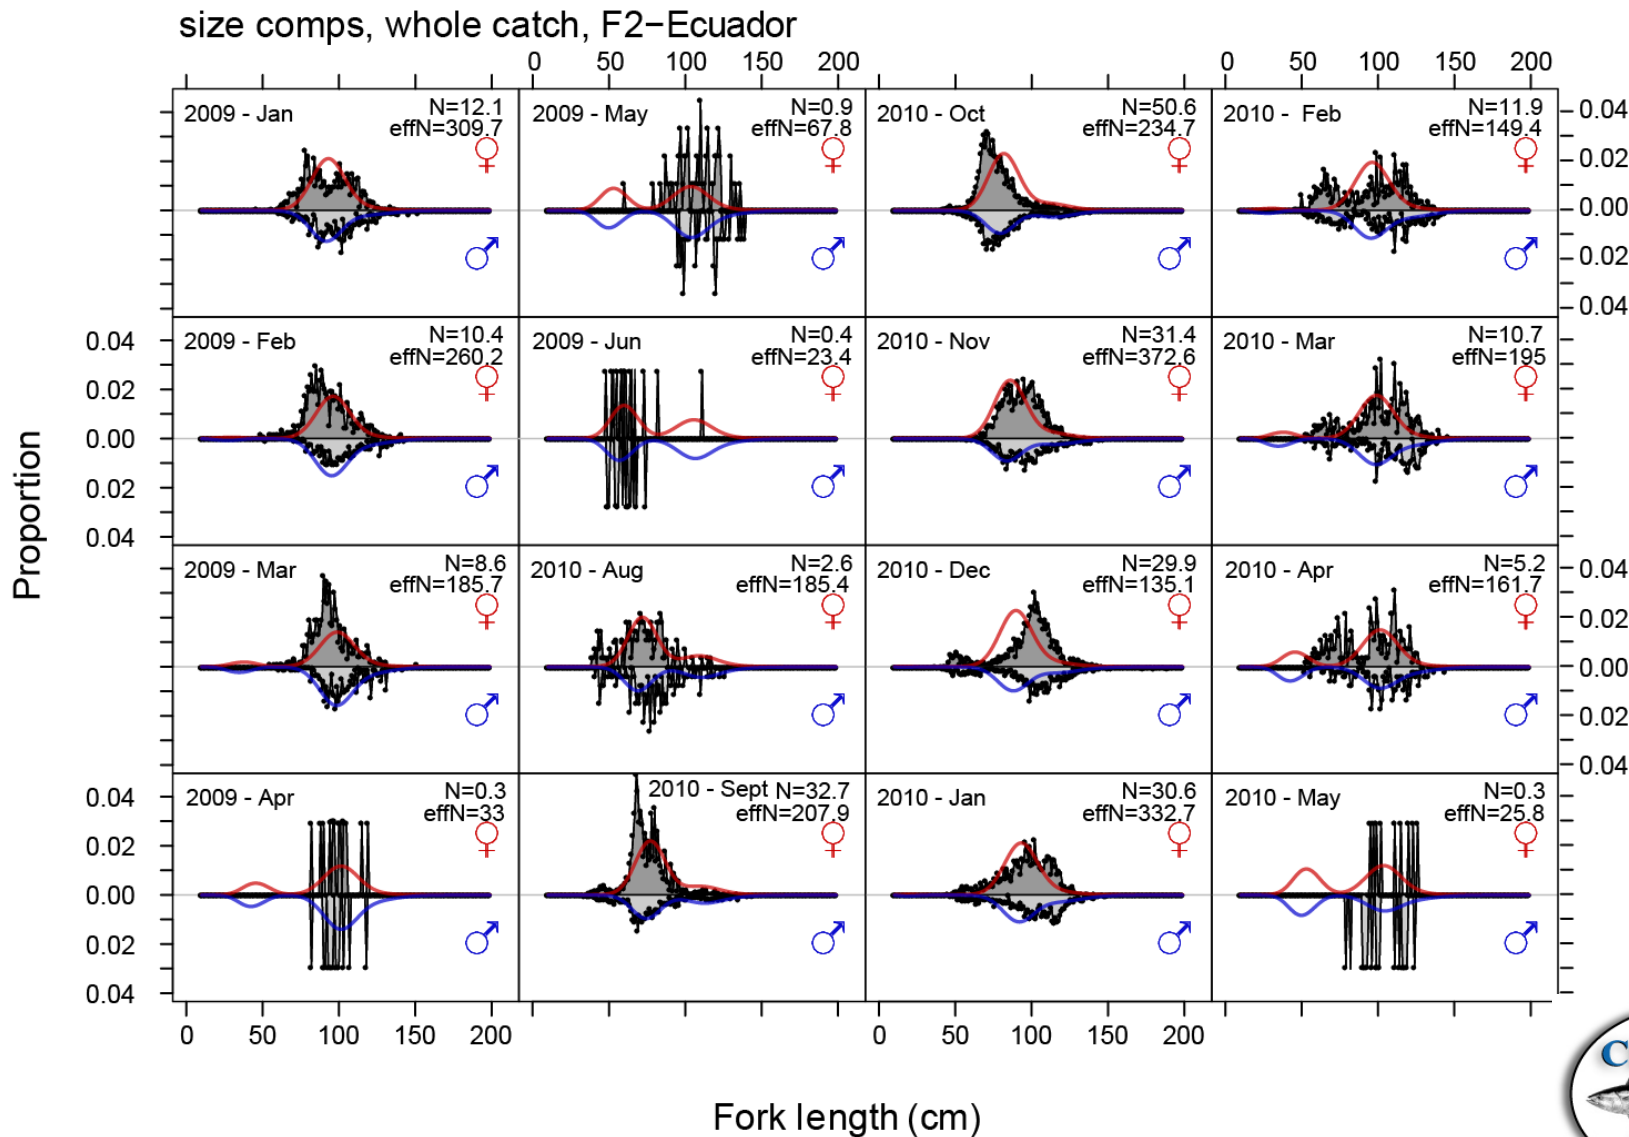 size comps, whole catch, F2−Ecuador
0 50 100 150 200
0 50 100 150 200
2009 - Jan
N=12.1
effN=309.7
2009 - May
N=0.9
effN=67.8
2010 - Oct
N=50.6
effN=234.7
2010 - Feb
N=11.9
effN=149.4
0.04
0.02
0.00
0.02
0.04
2009 - Feb
N=10.4
effN=260.2
2009 - Jun
N=0.4
effN=23.4
2010 - Nov
N=31.4
effN=372.6
2010 - Mar
N=10.7
effN=195
0.04
0.02
0.00
0.02
0.04
Proportion
2009 - Mar
N=8.6
effN=185.7
2010 - Aug
N=2.6
effN=185.4
2010 - Dec
N=29.9
effN=135.1
2010 - Apr
N=5.2
effN=161.7
0.04
0.02
0.00
0.02
0.04
2009 - Apr
N=0.3
effN=33
2010 - Sept N=32.7
effN=207.9
2010 - Jan
N=30.6
effN=332.7
2010 - May
N=0.3
effN=25.8
0.04
0.02
0.00
0.02
0.04
0 50 100 150 200
0 50 100 150 200
Fork length (cm)